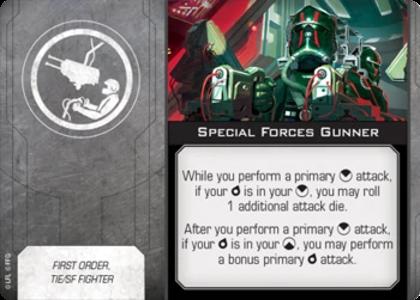 SPECIAL FORCES GUNNER
While you perform a primary attack,
if your is in your , you may roll
1 additional attack die.
After you perform a primary attack,
if your is in your , you may perform
a bonus primary attack.
FIRST ORDER,
TIE/SF FIGHTER
©LFL ©FFG